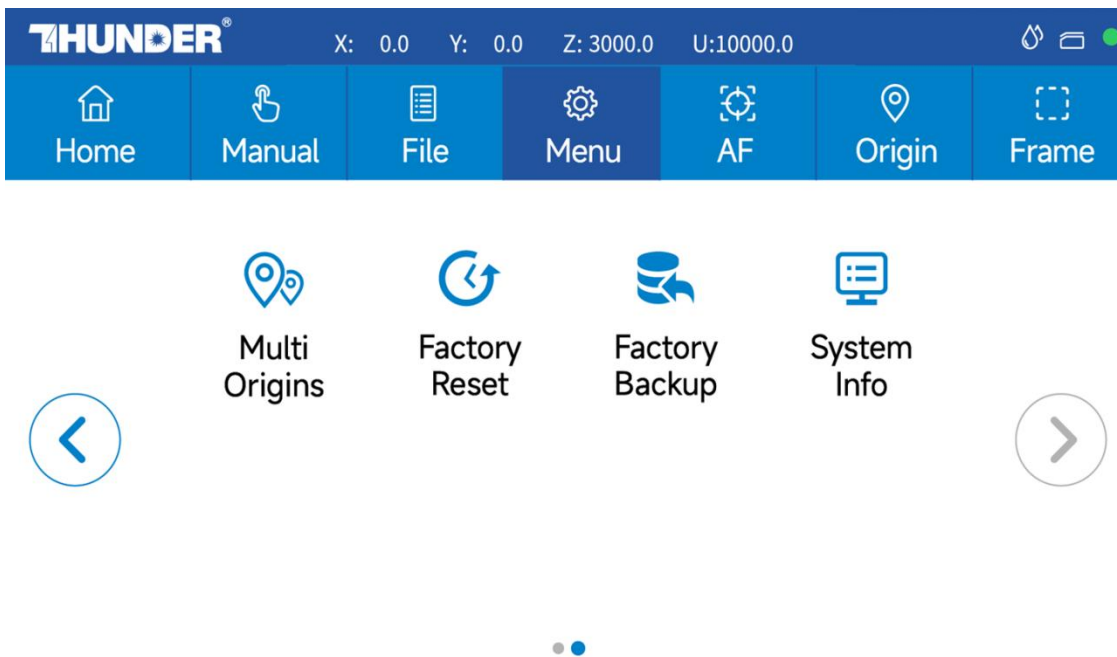 THUNDER® X: 0.0 Y: 0.0 Z: 3000.0 U:10000.0
Home Manual File Menu AF Origin Frame
Multi Factory Factory System
Origins Reset Backup Info